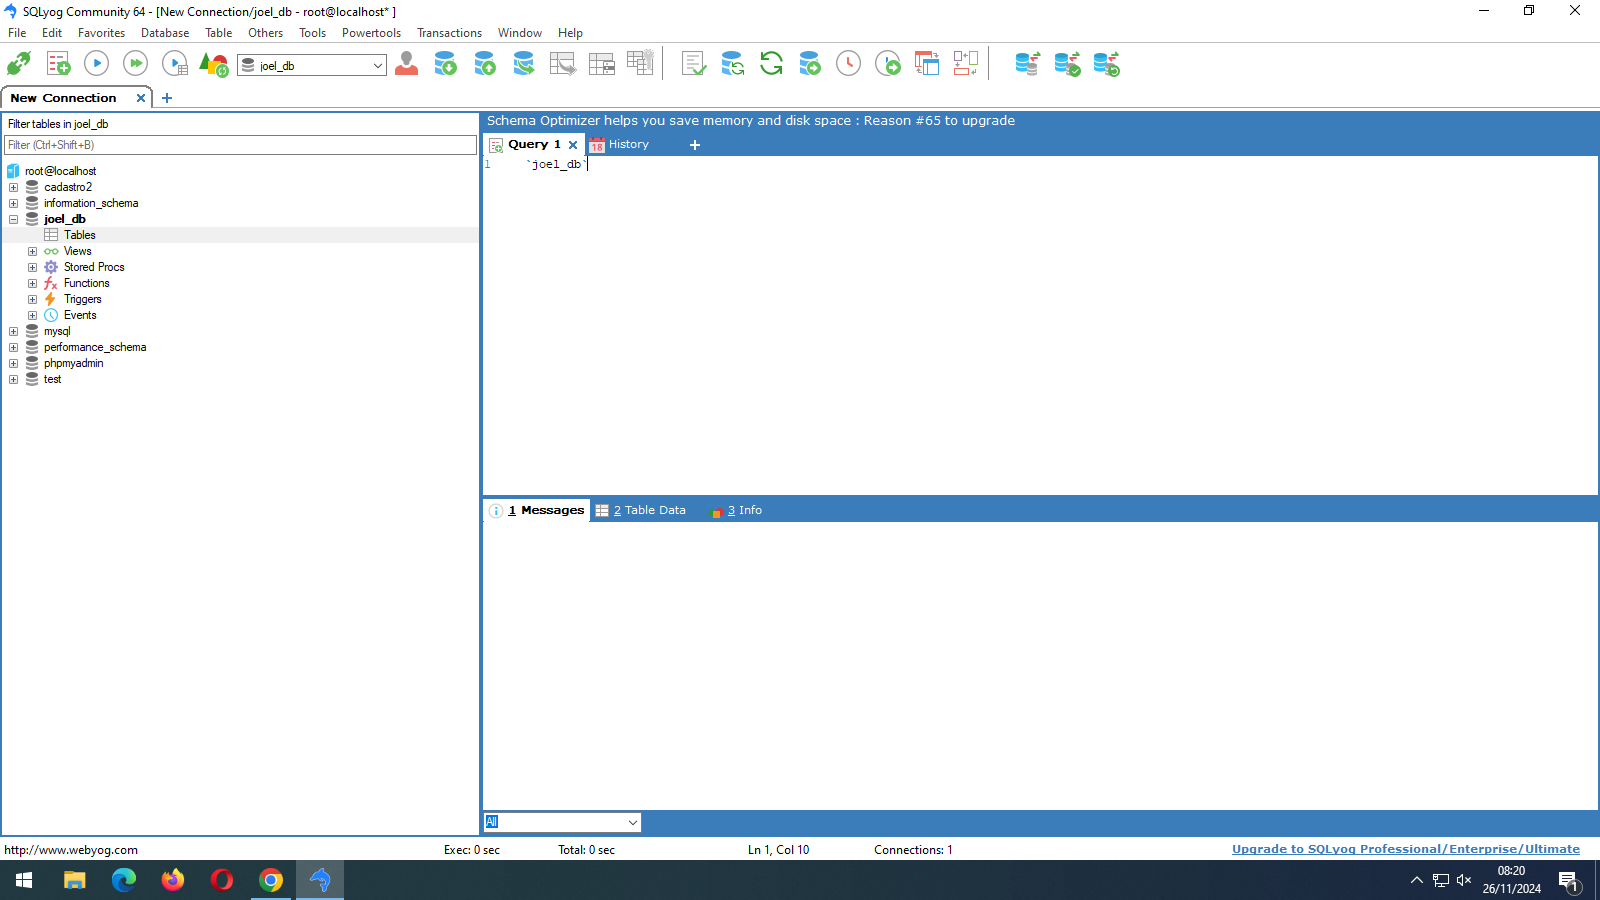 SQLyog Community 64 - [New Connection/joel_db - root@localhost* ]
File Edit Favorites Database Table Others Tools Powertools Transactions Window Help
joel_db
New Connection
Filter tables in joel_db
Filter (Ctrl+Shift+B)
root@localhost
cadastro2
information_schema
joel_db
Tables
Views
Stored Procs
Functions
Triggers
Events
mysql
performance_schema
phpmyadmin
test
Schema Optimizer helps you save memory and disk space : Reason #65 to upgrade
Query 1 18 History
1 `joel_db`
1 Messages 2 Table Data 3 Info
All
http://www.webyog.com Exec: 0 sec Total: 0 sec Ln 1, Col 10 Connections: 1 Upgrade to SQLyog Professional/Enterprise/Ultimate
08:20
26/11/2024
1